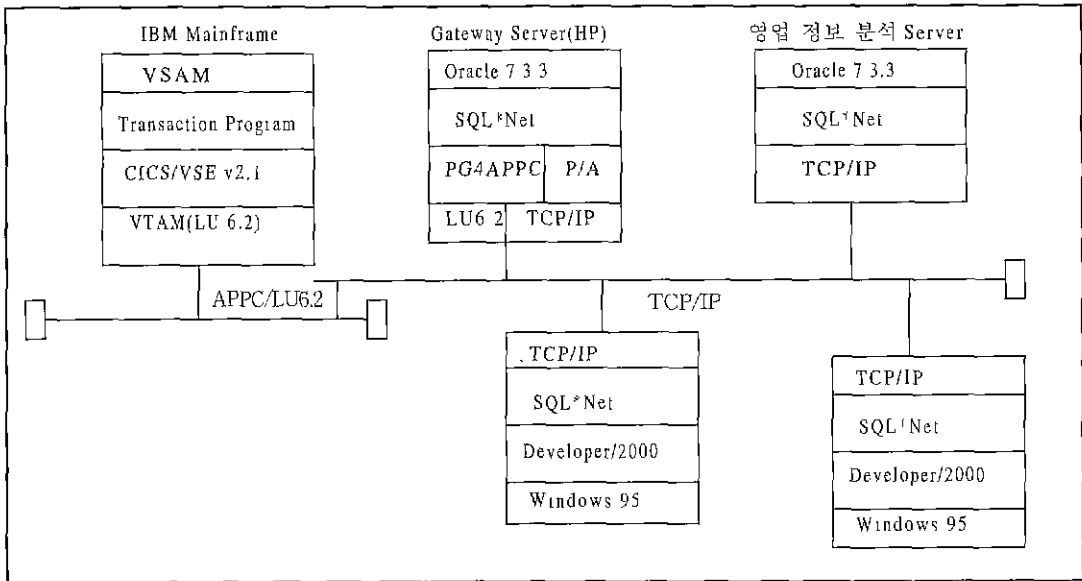 IBM Mainframe
VSAM
Transaction Program
CICS/VSE v2.1
VTAM(LU 6.2)
Gateway Server(HP)
Oracle 7 3 3
SQL*Net
PG4APPC P/A
LU6 2 TCP/IP
영업 정보 분석 Server
Oracle 7 3.3
SQL*Net
TCP/IP
APPC/LU6.2
TCP/IP
TCP/IP
SQL*Net
Developer/2000
Windows 95
TCP/IP
SQL*Net
Developer/2000
Windows 95